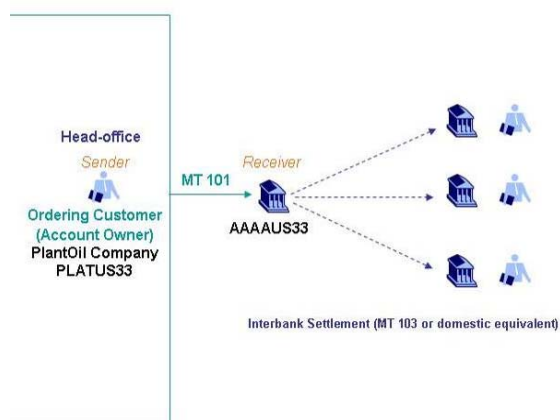 Head-office
Sender
Ordering Customer
(Account Owner)
PlantOil Company
PLATUS33
MT 101
Receiver
AAAAUS33
Interbank Settlement (MT 103 or domestic equivalent)